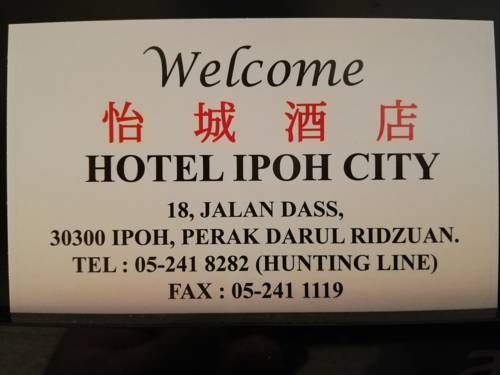 Welcome
怡城酒店
HOTEL IPOH CITY
18, JALAN DASS,
30300 IPOH, PERAK DARUL RIDZUAN.
TEL : 05-241 8282 (HUNTING LINE)
FAX : 05-241 1119